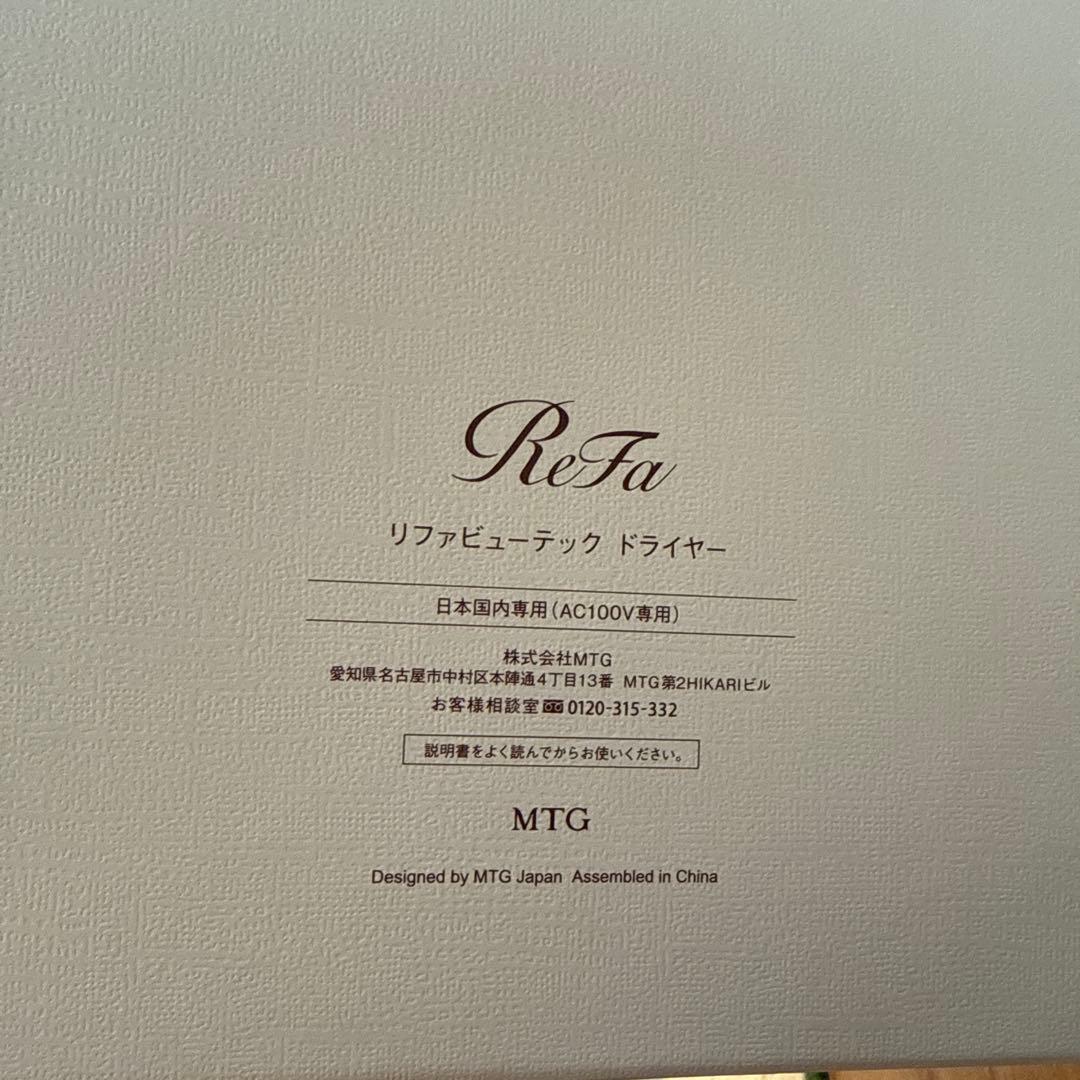 ReFa
リファビューテック ドライヤー
日本国内専用(AC100V専用)
株式会社MTG
愛知県名古屋市中村区本陣通4丁目13番 MTG第2HIKARIビル
お客様相談室 0120-315-332
説明書をよく読んでからお使いください。
MTG
Designed by MTG Japan Assembled in China